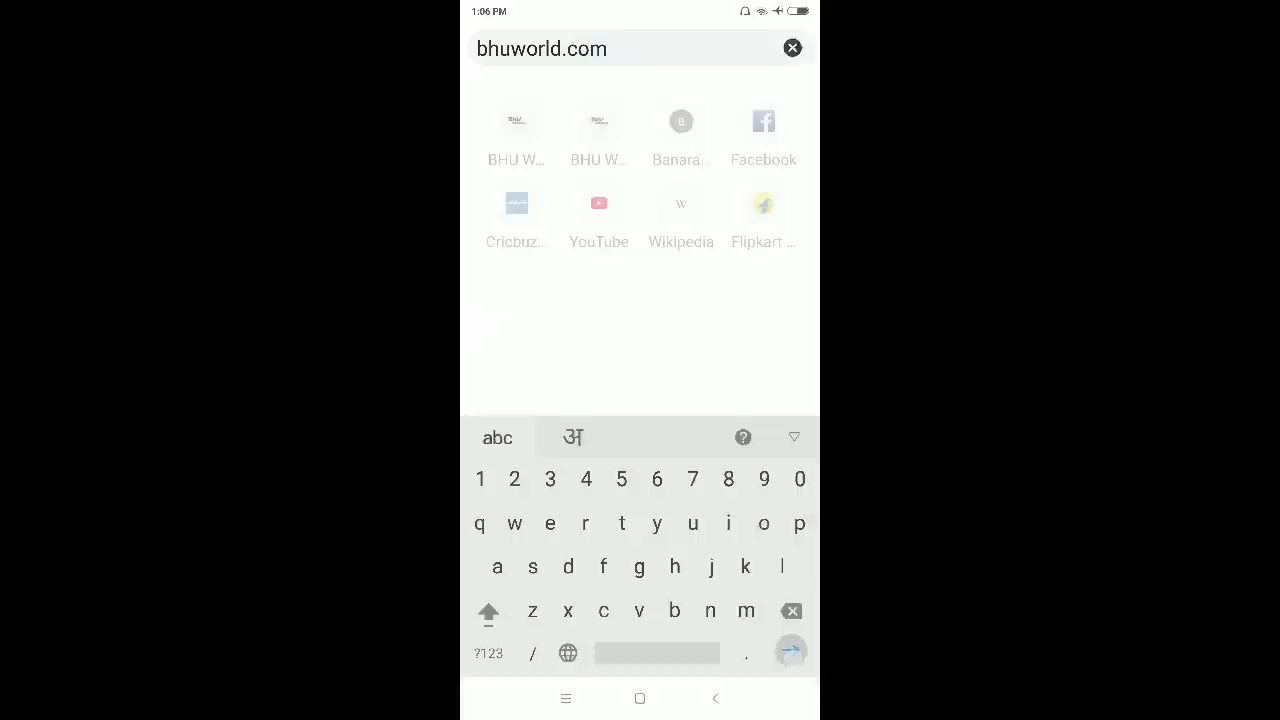 1:06 PM
bhuworld.com
BHU W... BHU W... Banara... Facebook
Cricbuz... YouTube Wikipedia Flipkart ...
abc अ
1 2 3 4 5 6 7 8 9 0
q w e r t y u i o p
a s d f g h j k l
z x c v b n m
?123 / .